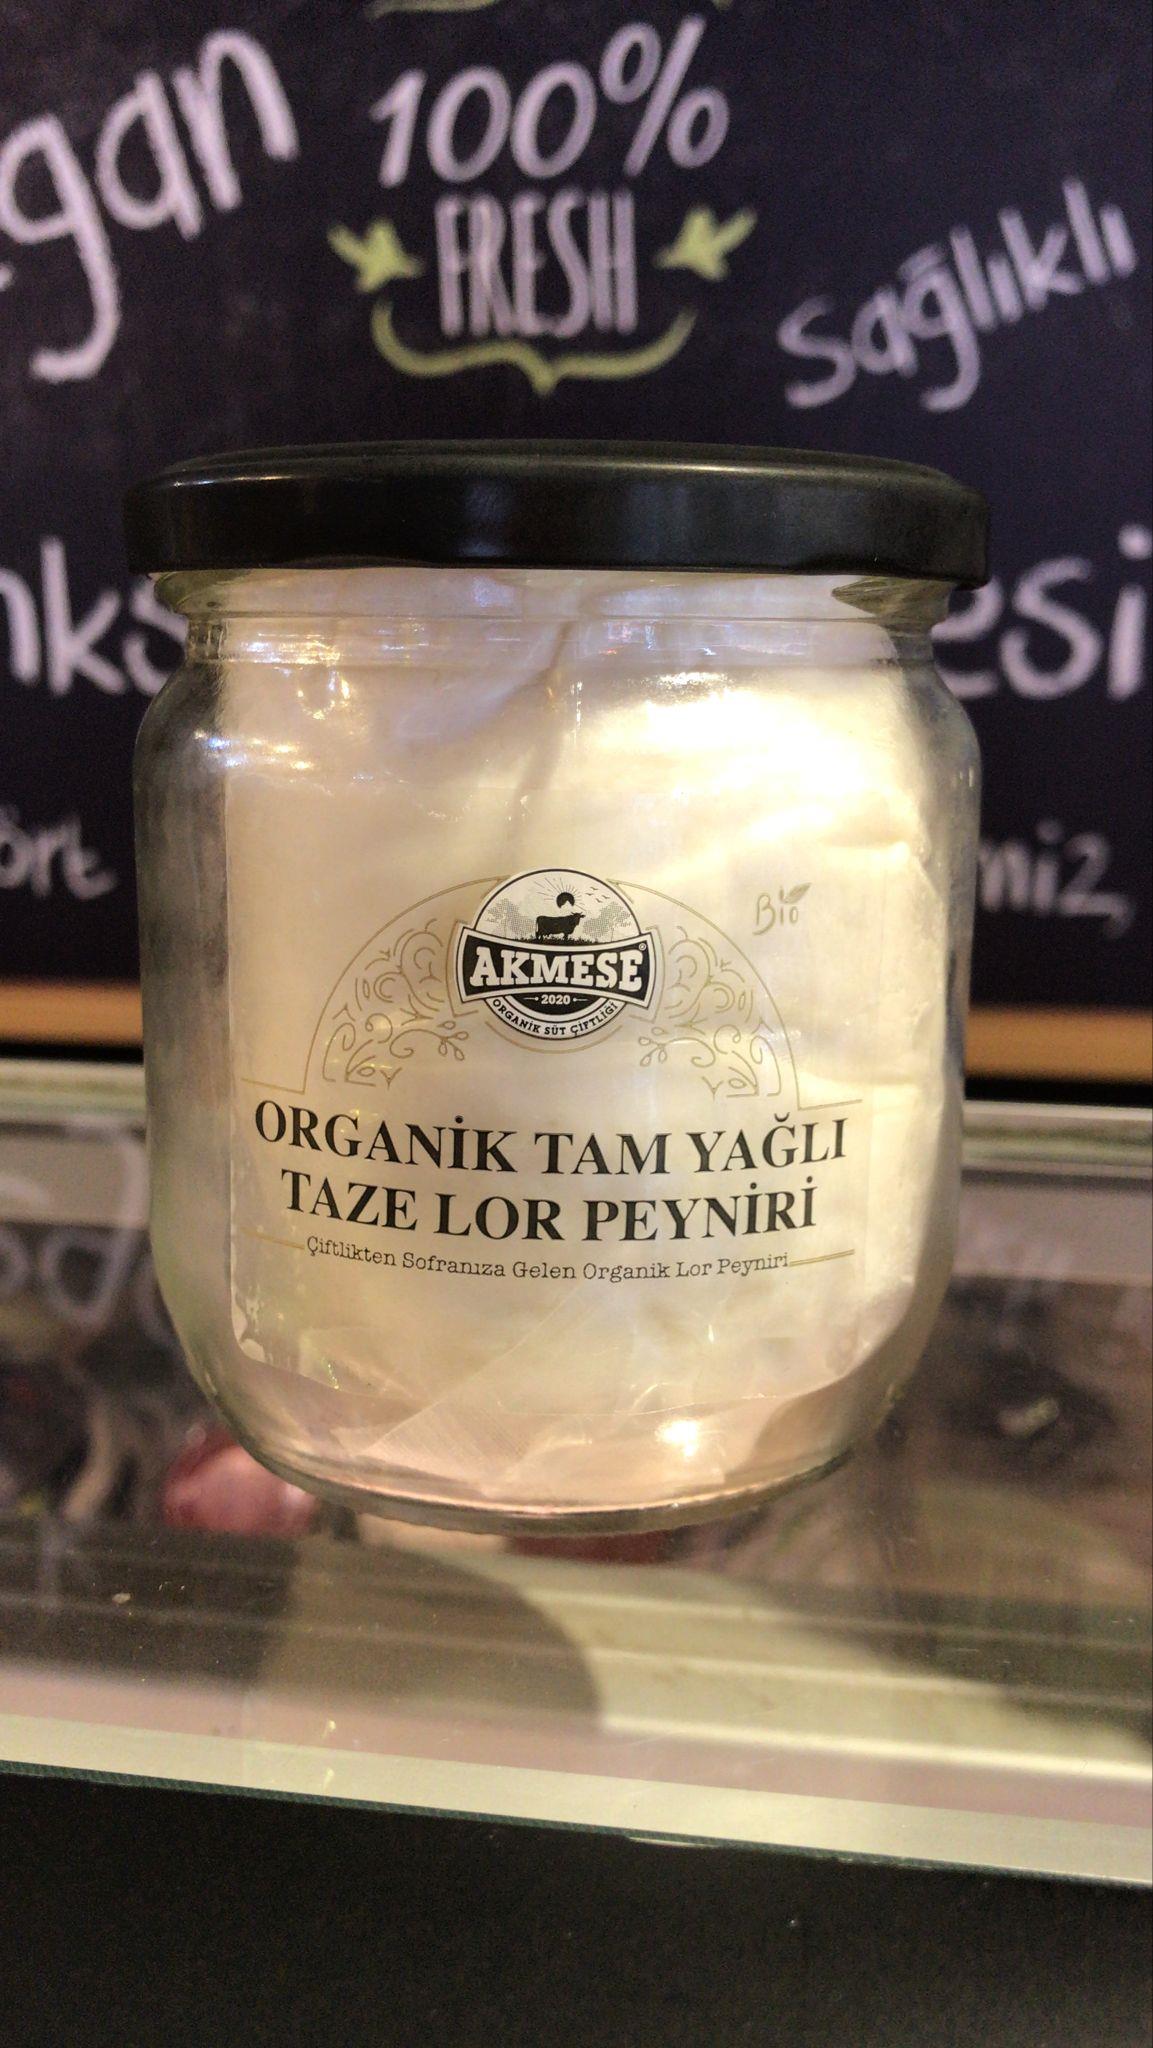 100%
FRESH
Sağlıklı
AKMEŞE
2020
ORGANİK SÜT ÇİFTLİĞİ
Bio
ORGANİK TAM YAĞLI
TAZE LOR PEYNİRİ
Çiftlikten Sofranıza Gelen Organik Lor Peyniri